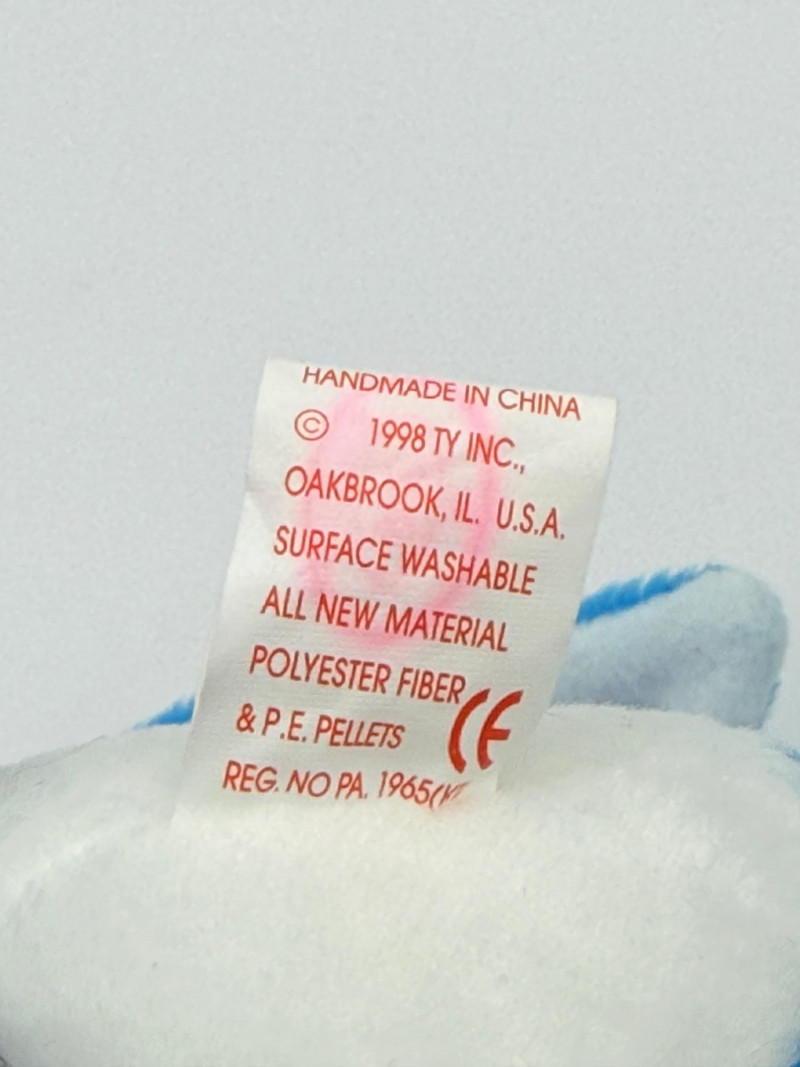 HANDMADE IN CHINA
© 1998 TY INC.,
OAKBROOK, IL. U.S.A.
SURFACE WASHABLE
ALL NEW MATERIAL
POLYESTER FIBER
& P.E. PELLETS CE
REG. NO PA. 1965(